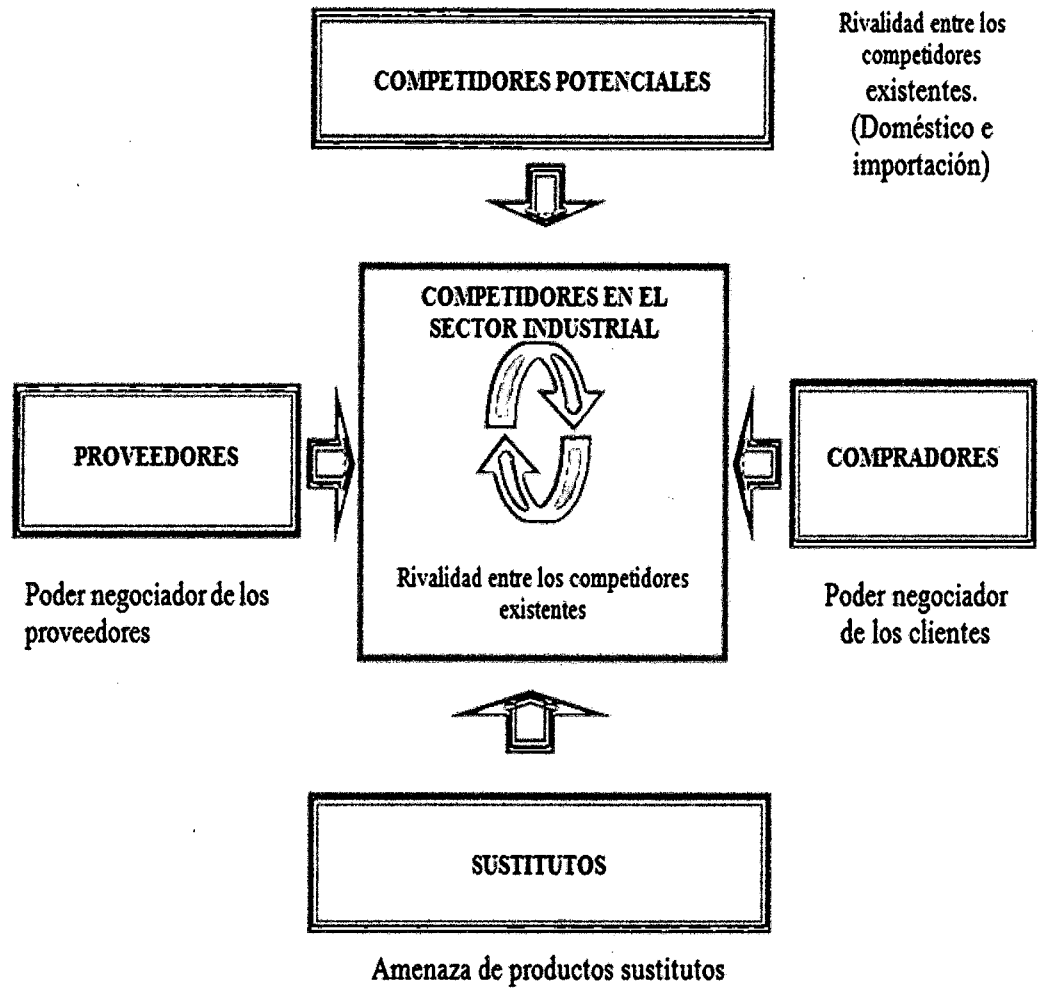 COMPETIDORES POTENCIALES
Rivalidad entre los
competidores
existentes.
(Doméstico e
importación)
COMPETIDORES EN EL
SECTOR INDUSTRIAL
PROVEEDORES
COMPRADORES
Rivalidad entre los competidores
existentes
Poder negociador de los
proveedores
Poder negociador
de los clientes
SUSTITUTOS
Amenaza de productos sustitutos